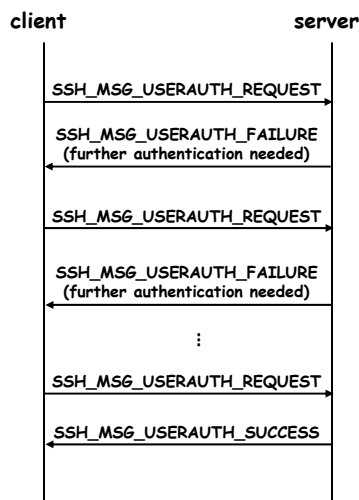 client server
SSH_MSG_USERAUTH_REQUEST
SSH_MSG_USERAUTH_FAILURE
(further authentication needed)
SSH_MSG_USERAUTH_REQUEST
SSH_MSG_USERAUTH_FAILURE
(further authentication needed)
...
SSH_MSG_USERAUTH_REQUEST
SSH_MSG_USERAUTH_SUCCESS